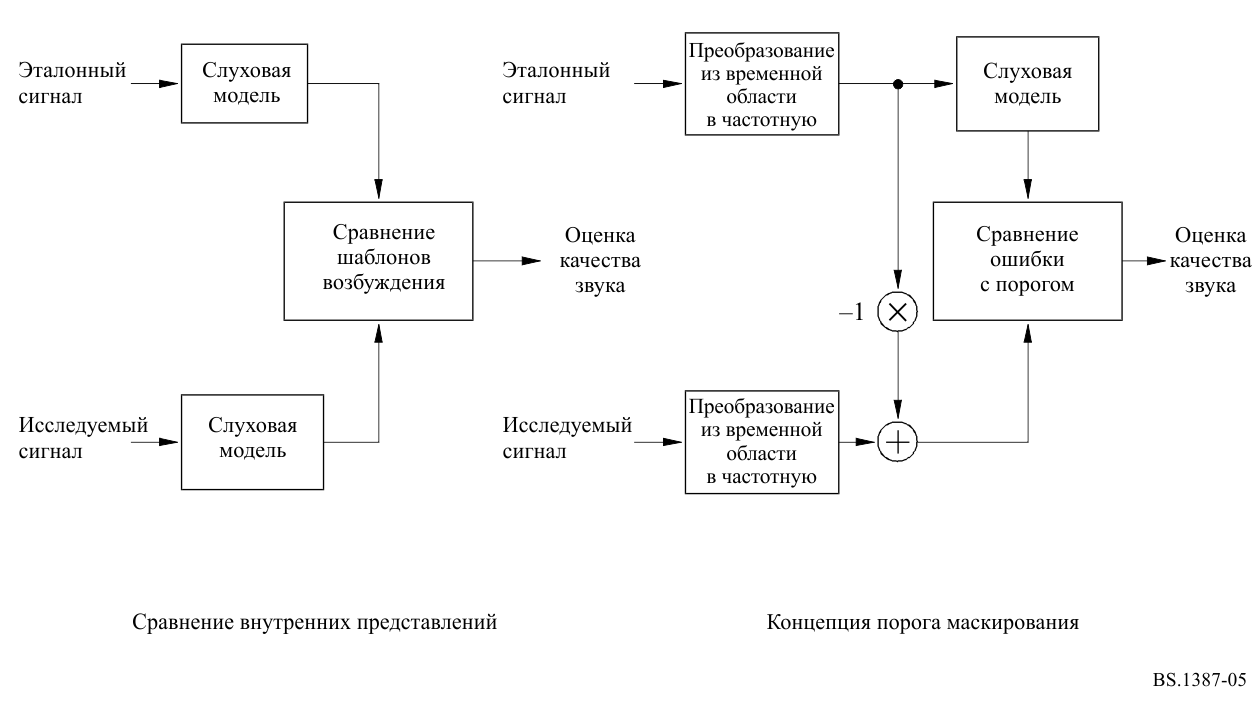 Эталонный
сигнал
Слуховая
модель
Сравнение
шаблонов
возбуждения
Оценка
качества
звука
Исследуемый
сигнал
Слуховая
модель
Сравнение внутренних представлений
Эталонный
сигнал
Преобразование
из временной
области
в частотную
Слуховая
модель
–1
Сравнение
ошибки
с порогом
Оценка
качества
звука
Исследуемый
сигнал
Преобразование
из временной
области
в частотную
Концепция порога маскирования
BS.1387-05